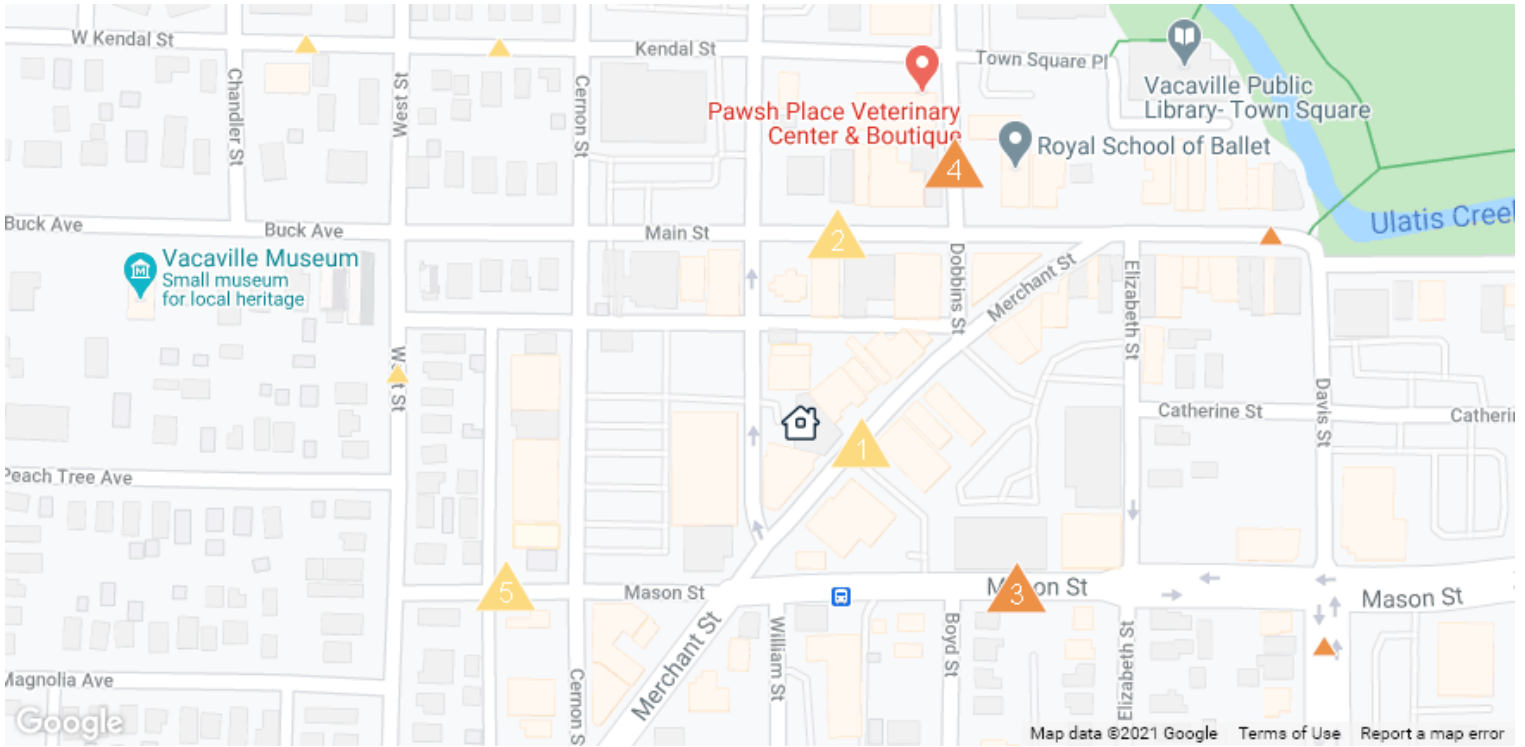 W Kendal St
Kendal St
Town Square Pl
Chandler St
West St
Cernon St
Pawsh Place Veterinary
Center & Boutique
Vacaville Public
Library- Town Square
4
Royal School of Ballet
Buck Ave
Buck Ave
Main St
2
Ulatis Creek
Vacaville Museum
Small museum
for local heritage
Dobbins St
Merchant St
Elizabeth St
Davis St
Catherine St
1
Peach Tree Ave
5
Mason St
3
Mason St
Magnolia Ave
Cernon S
Merchant St
William St
Boyd St
Elizabeth St
Google
Map data ©2021 Google
Terms of Use
Report a map error